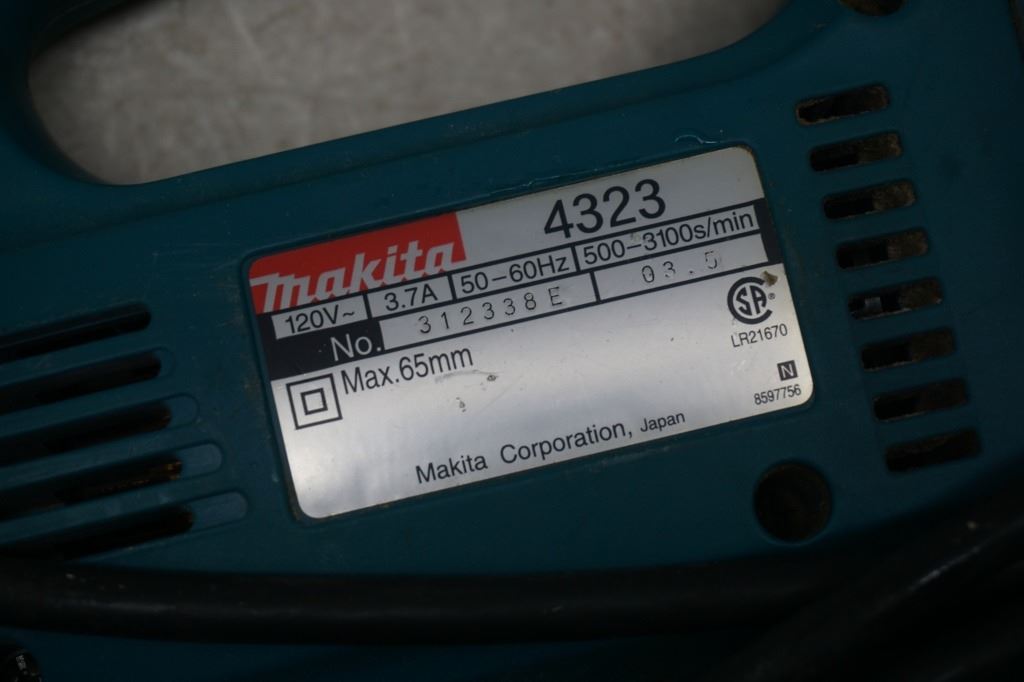 Makita 4323
120V~ 3.7A 50-60Hz 500-3100s/min
No. 312338E 03.5
Max.65mm
SA
LR21670
N
8597756
Makita Corporation, Japan